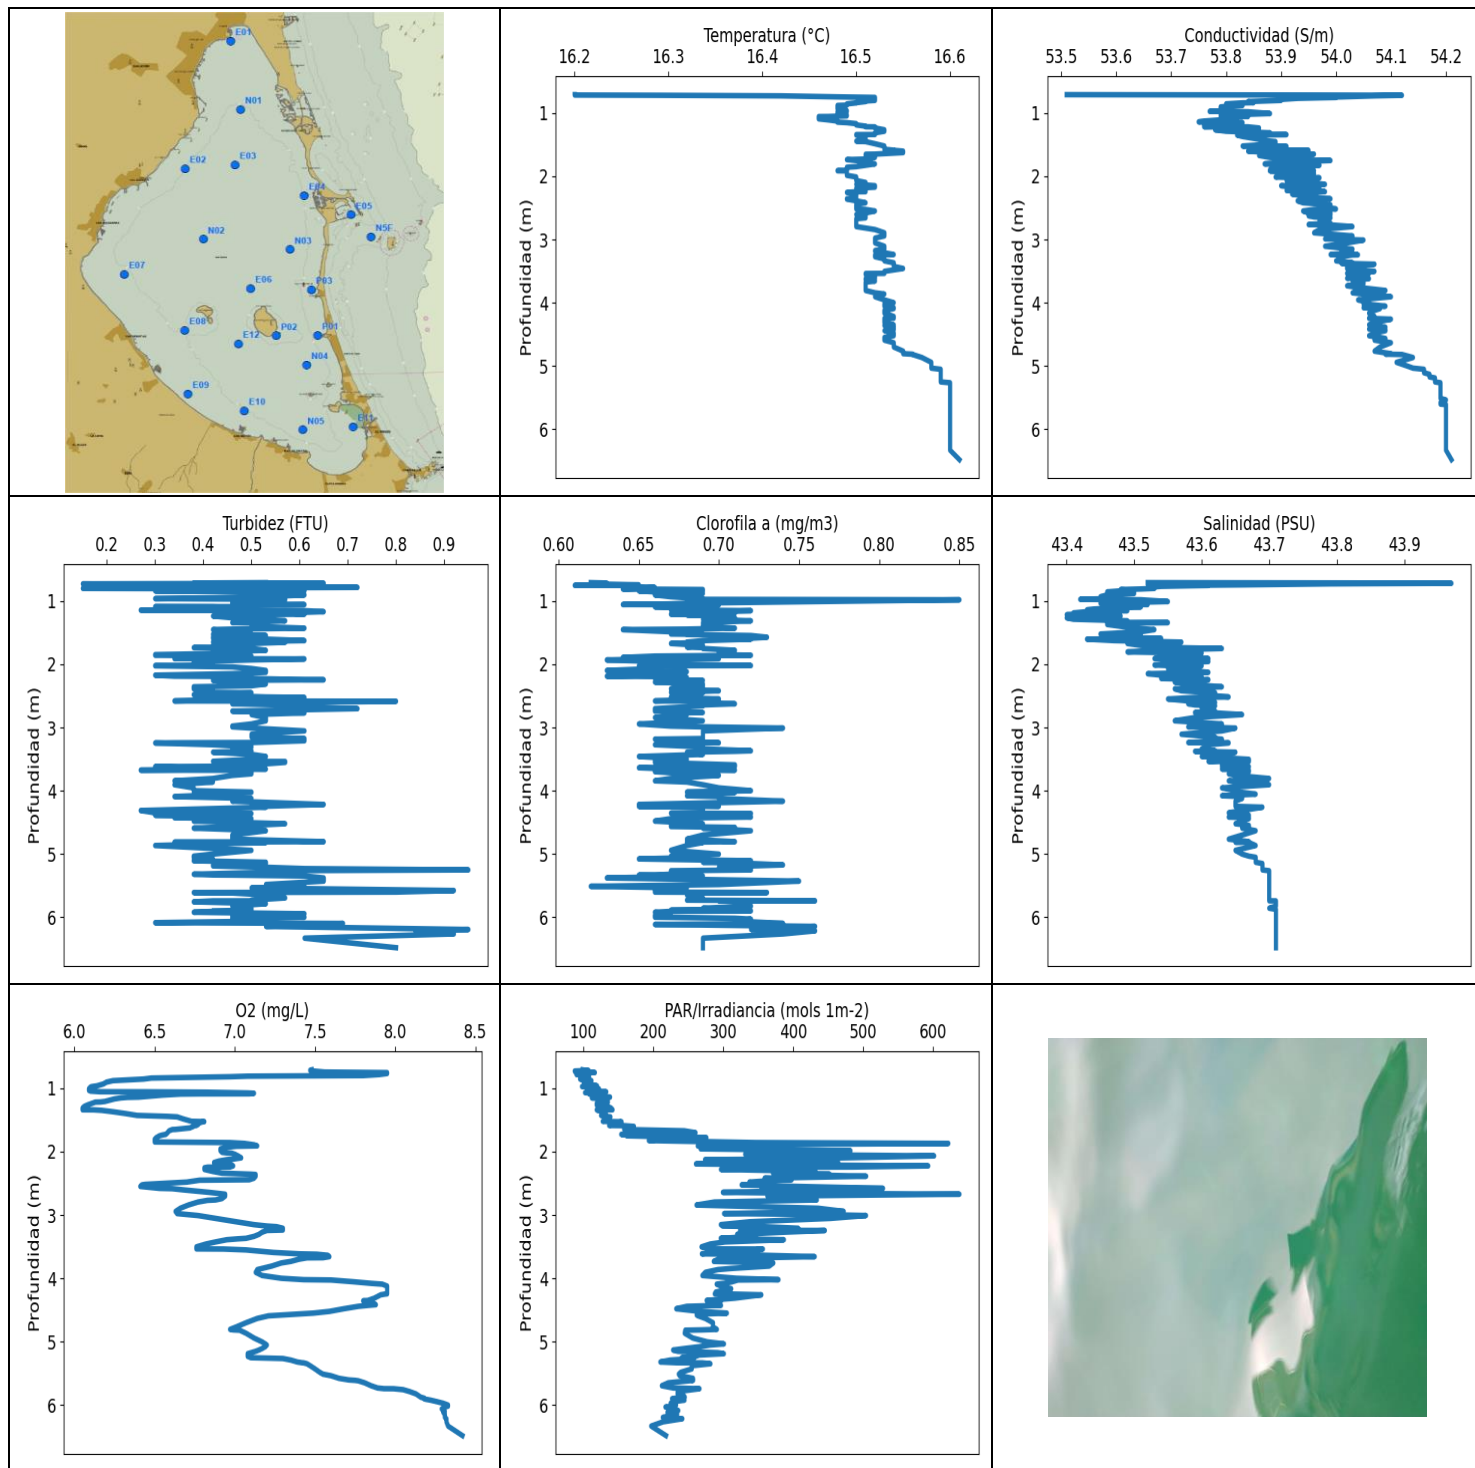 E01
N01
E02
E03
E04
E05
N5F
N02
N03
E07
E06
P03
E08
E12
P02
P01
N04
E09
E10
N05
E11
Temperatura (°C)
16.2 16.3 16.4 16.5 16.6
Profundidad (m)
1
2
3
4
5
6
Conductividad (S/m)
53.5 53.6 53.7 53.8 53.9 54.0 54.1 54.2
Profundidad (m)
1
2
3
4
5
6
Turbidez (FTU)
0.2 0.3 0.4 0.5 0.6 0.7 0.8 0.9
Profundidad (m)
1
2
3
4
5
6
Clorofila a (mg/m3)
0.60 0.65 0.70 0.75 0.80 0.85
Profundidad (m)
1
2
3
4
5
6
Salinidad (PSU)
43.4 43.5 43.6 43.7 43.8 43.9
Profundidad (m)
1
2
3
4
5
6
O2 (mg/L)
6.0 6.5 7.0 7.5 8.0 8.5
Profundidad (m)
1
2
3
4
5
6
PAR/Irradiancia (mols 1m-2)
100 200 300 400 500 600
Profundidad (m)
1
2
3
4
5
6